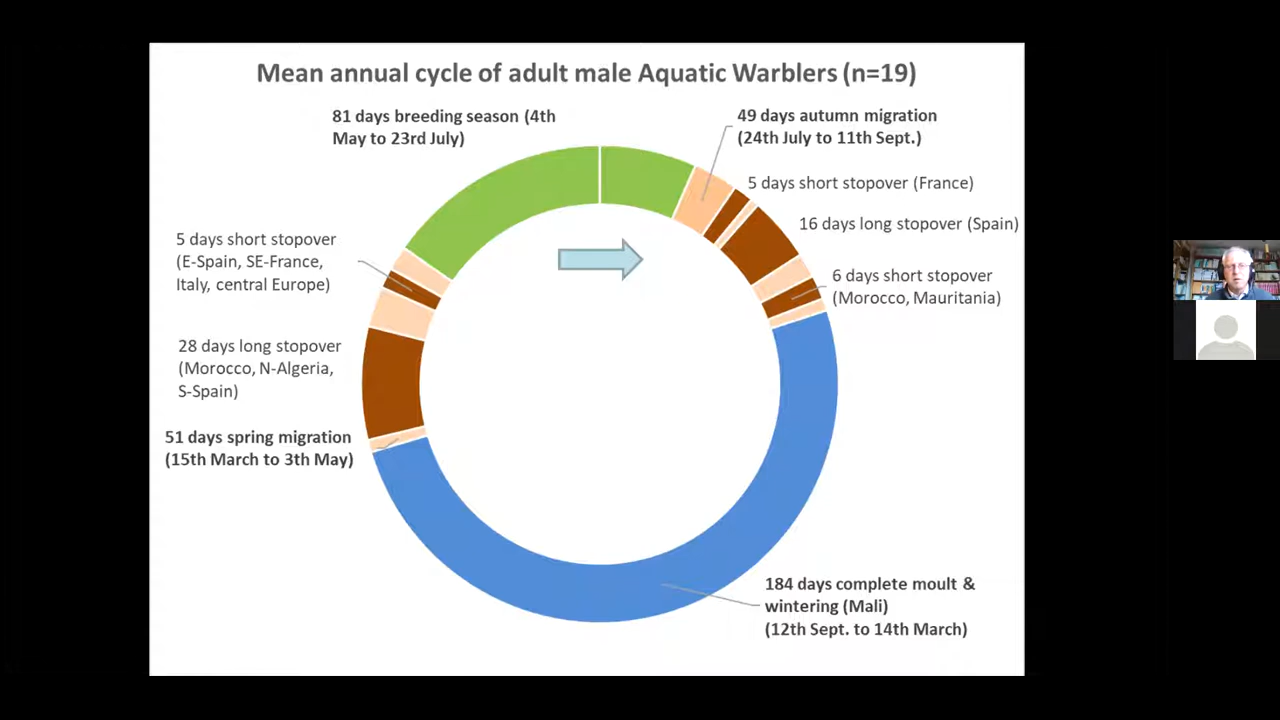 Mean annual cycle of adult male Aquatic Warblers (n=19)
81 days breeding season (4th
May to 23rd July)
49 days autumn migration
(24th July to 11th Sept.)
5 days short stopover (France)
16 days long stopover (Spain)
6 days short stopover
(Morocco, Mauritania)
5 days short stopover
(E-Spain, SE-France,
Italy, central Europe)
28 days long stopover
(Morocco, N-Algeria,
S-Spain)
51 days spring migration
(15th March to 3th May)
184 days complete moult &
wintering (Mali)
(12th Sept. to 14th March)